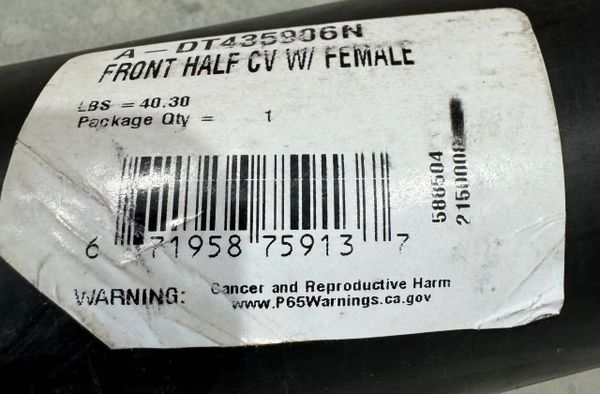 A-DT435906N
FRONT HALF CV W/ FEMALE
LBS = 40.30
Package Qty = 1
6 71958 75913 7
WARNING: Cancer and Reproductive Harm
www.P65Warnings.ca.gov
588504